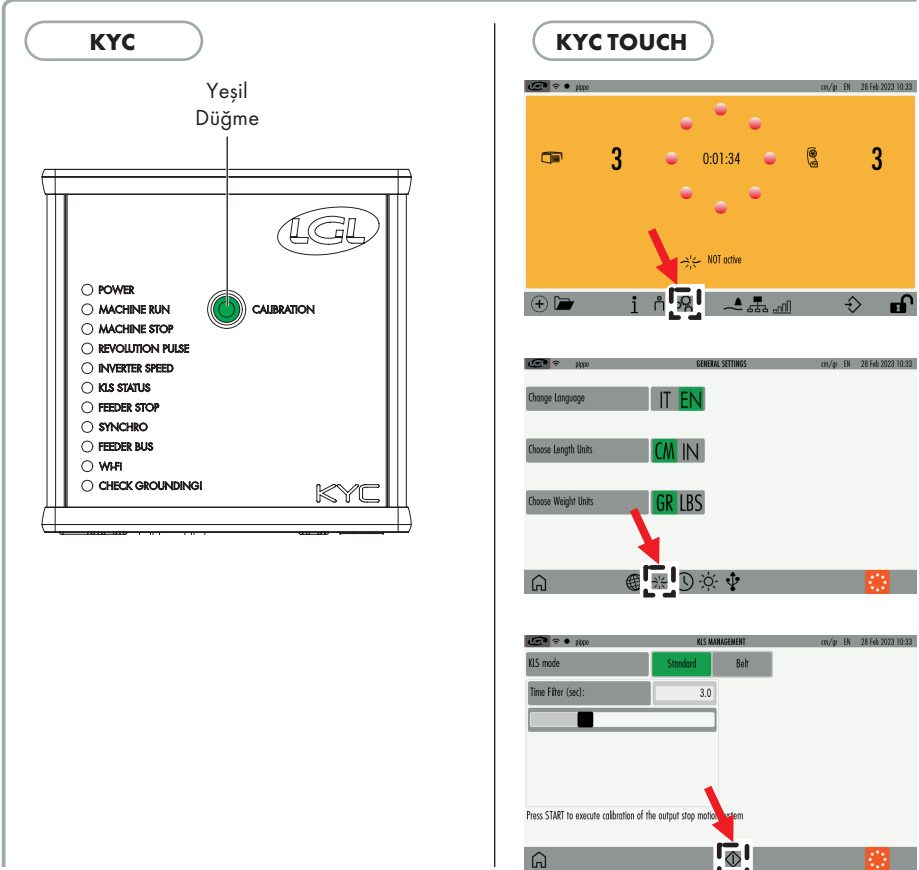 KYC
Yeşil
Düğme
LGL
POWER
MACHINE RUN
MACHINE STOP
REVOLUTION PULSE
INVERTER SPEED
KLS STATUS
FEEDER STOP
SYNCHRO
FEEDER BUS
WI-FI
CHECK GROUNDING!
CALIBRATION
KYC
KYC TOUCH
LGL pippo cm/gr EN 28 Feb 2023 10:33
3 0:01:34 3
NOT active
LGL pippo GENERAL SETTINGS cm/gr EN 28 Feb 2023 10:33
Change Language IT EN
Choose Length Units CM IN
Choose Weight Units GR LBS
LGL pippo KLS MANAGEMENT cm/gr EN 28 Feb 2023 10:33
KLS mode Standard Belt
Time Filter (sec): 3.0
Press START to execute calibration of the output stop motion system